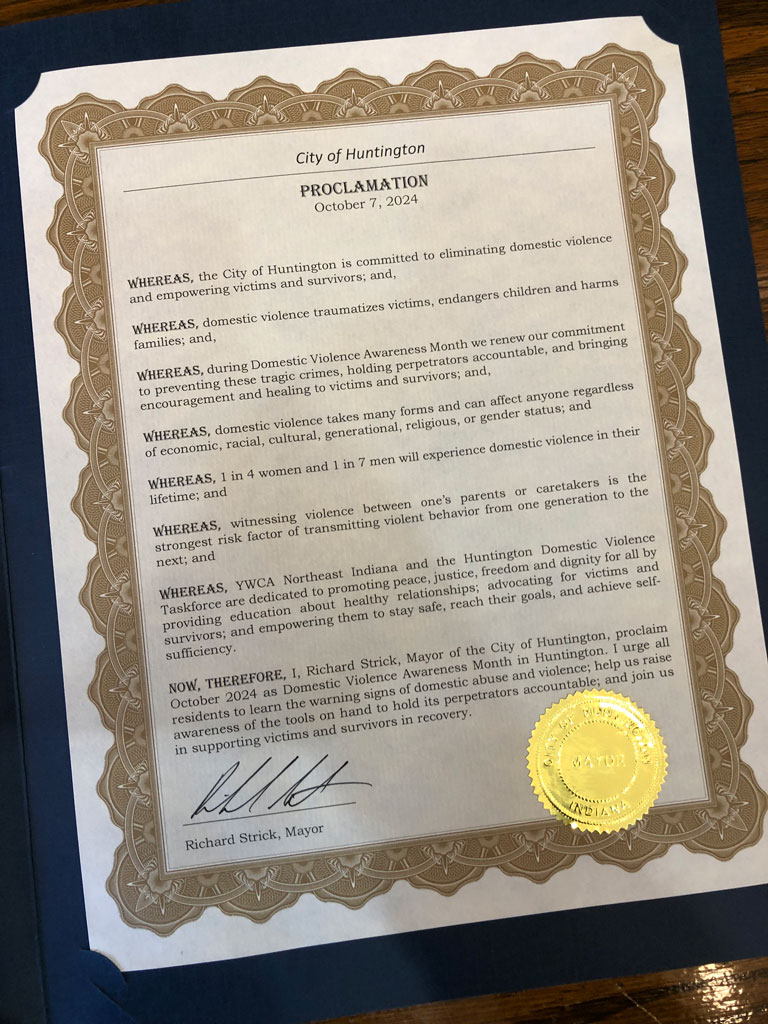 City of Huntington
PROCLAMATION
October 7, 2024
WHEREAS, the City of Huntington is committed to eliminating domestic violence
and empowering victims and survivors; and,
WHEREAS, domestic violence traumatizes victims, endangers children and harms
families; and,
WHEREAS, during Domestic Violence Awareness Month we renew our commitment
to preventing these tragic crimes, holding perpetrators accountable, and bringing
encouragement and healing to victims and survivors; and,
WHEREAS, domestic violence takes many forms and can affect anyone regardless
of economic, racial, cultural, generational, religious, or gender status; and
WHEREAS, 1 in 4 women and 1 in 7 men will experience domestic violence in their
lifetime; and
WHEREAS, witnessing violence between one's parents or caretakers is the
strongest risk factor of transmitting violent behavior from one generation to the
next; and
WHEREAS, YWCA Northeast Indiana and the Huntington Domestic Violence
Taskforce are dedicated to promoting peace, justice, freedom and dignity for all by
providing education about healthy relationships; advocating for victims and
survivors; and empowering them to stay safe, reach their goals, and achieve self-
sufficiency.
NOW, THEREFORE, I, Richard Strick, Mayor of the City of Huntington, proclaim
October 2024 as Domestic Violence Awareness Month in Huntington. I urge all
residents to learn the warning signs of domestic abuse and violence; help us raise
awareness of the tools on hand to hold its perpetrators accountable; and join us
in supporting victims and survivors in recovery.
Richard Strick, Mayor
CITY OF HUNTINGTON
MAYOR
INDIANA